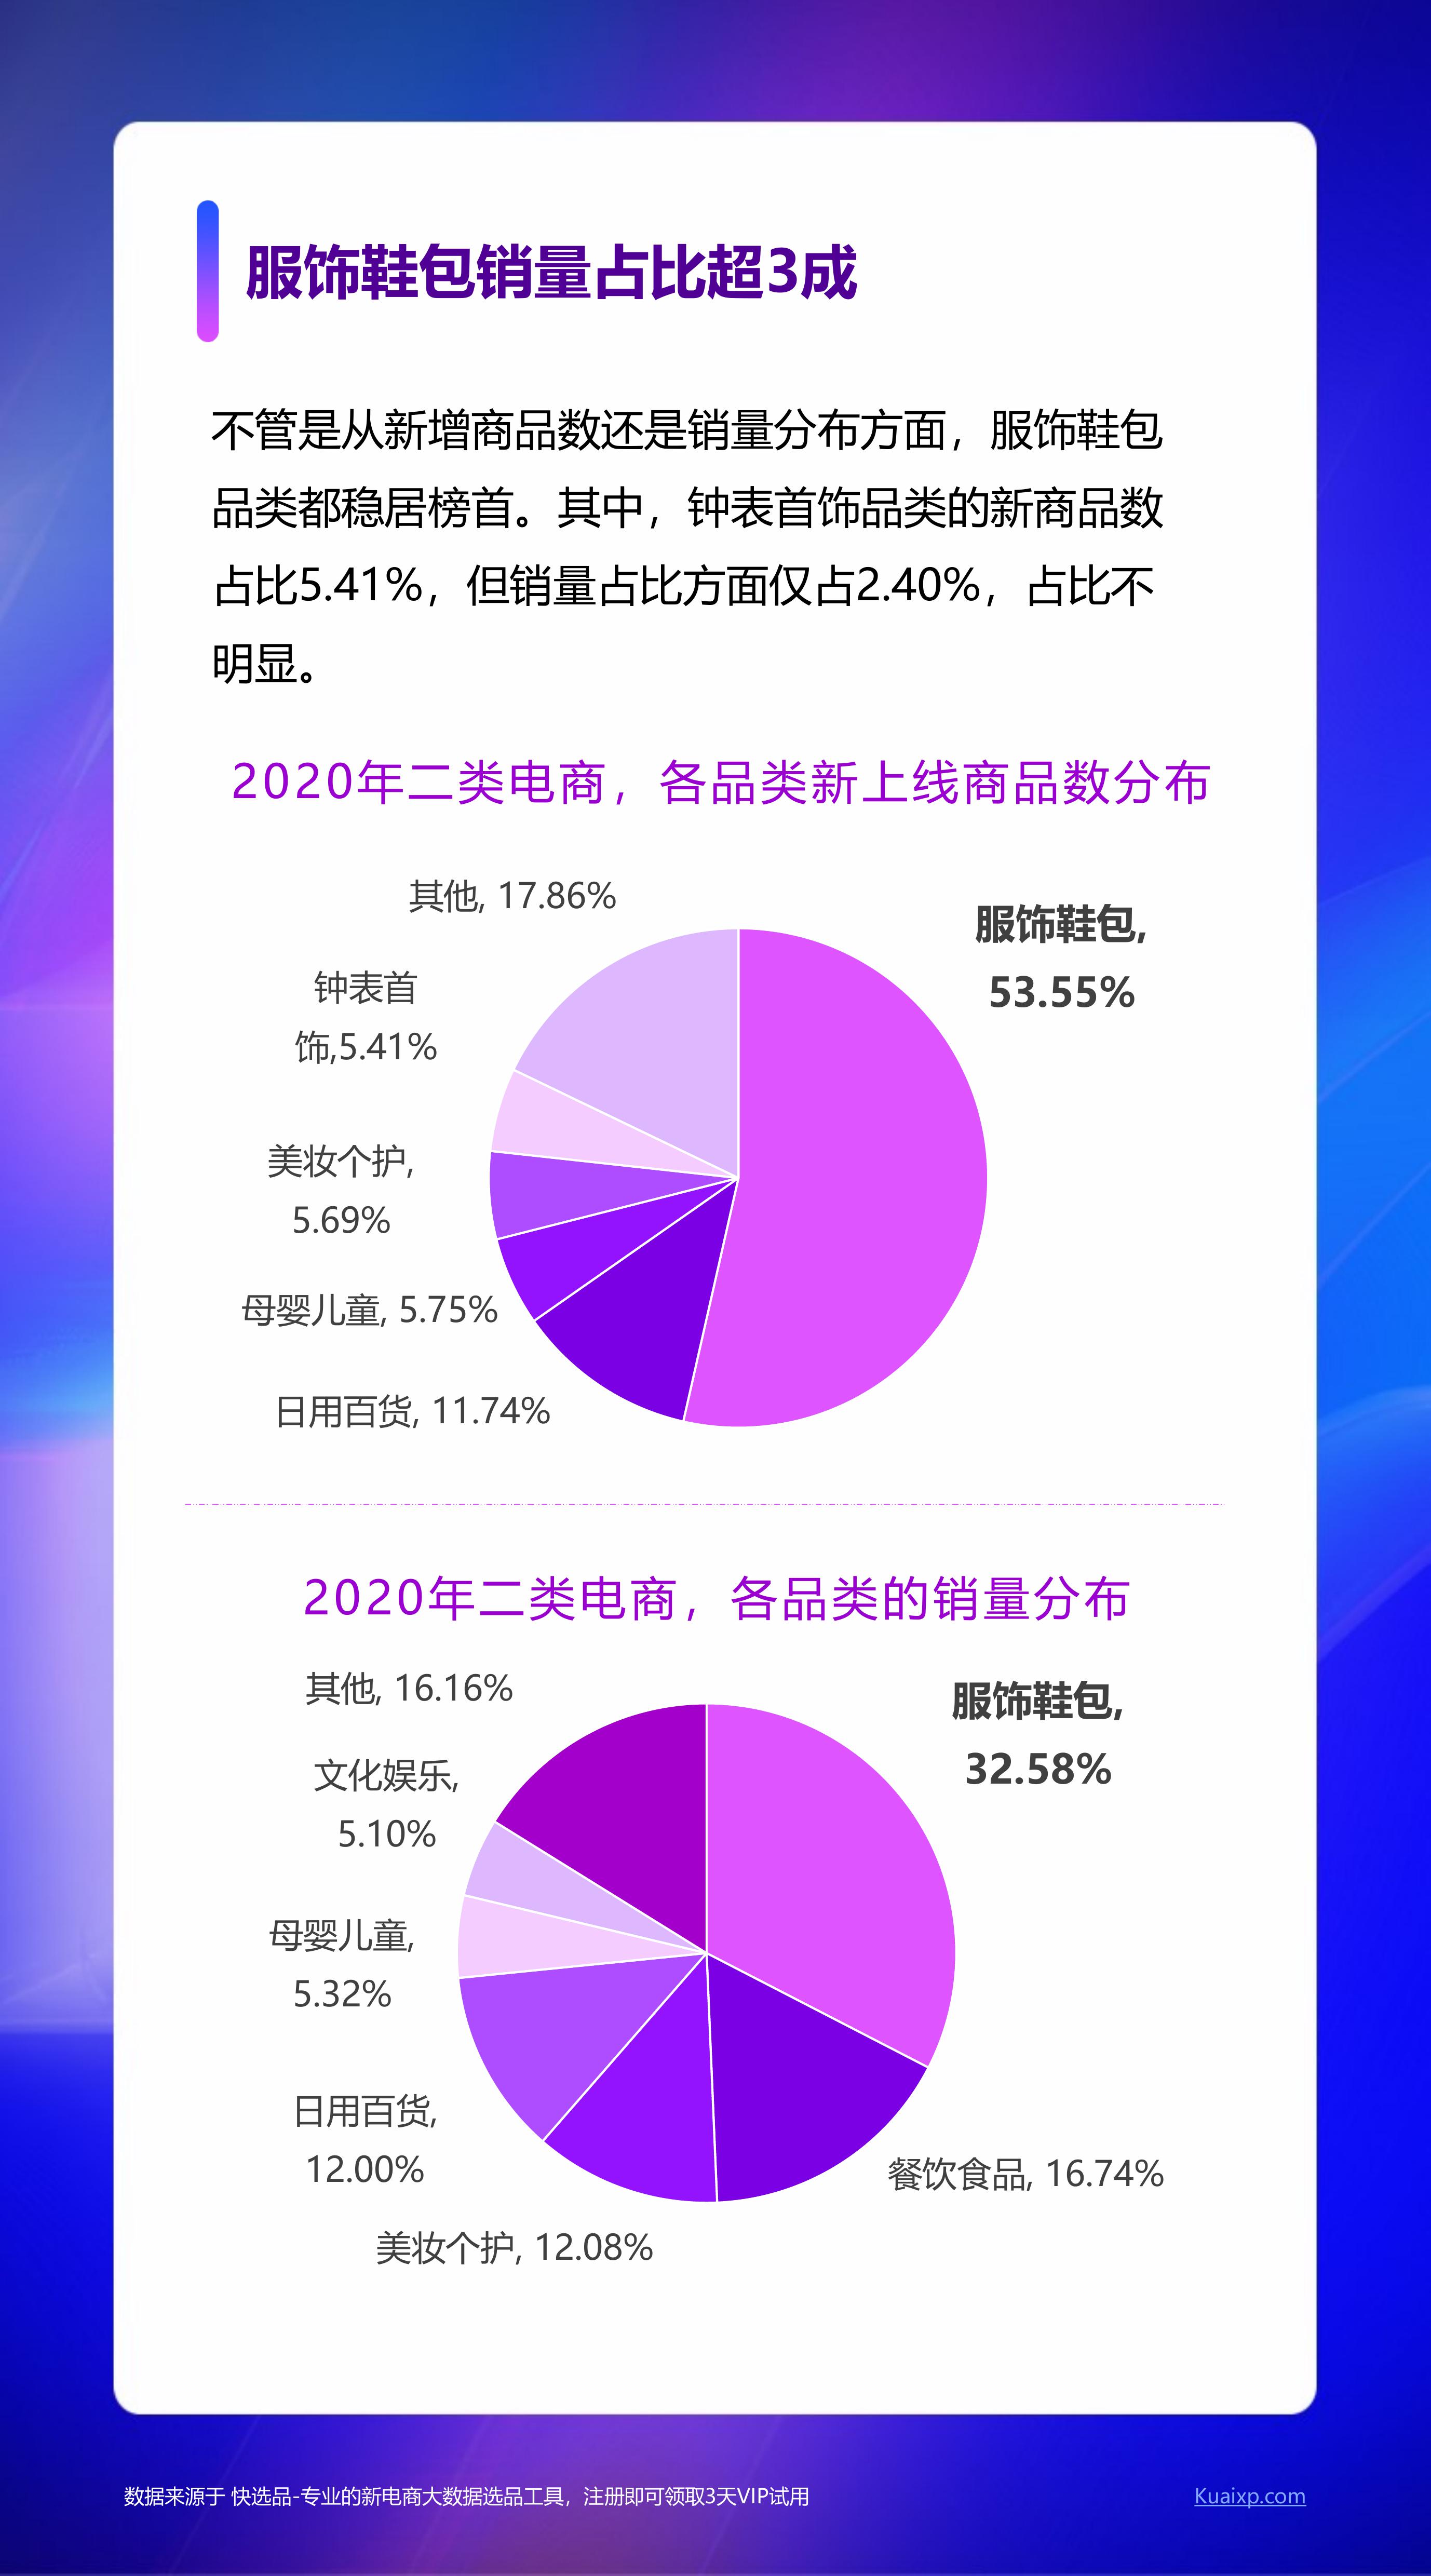 服饰鞋包销量占比超3成
不管是从新增商品数还是销量分布方面，服饰鞋包
品类都稳居榜首。其中，钟表首饰品类的新商品数
占比5.41%，但销量占比方面仅占2.40%，占比不
明显。
2020年二类电商，各品类新上线商品数分布
其他, 17.86%
服饰鞋包,
53.55%
钟表首
饰,5.41%
美妆个护,
5.69%
母婴儿童, 5.75%
日用百货, 11.74%
2020年二类电商，各品类的销量分布
其他, 16.16%
服饰鞋包,
32.58%
文化娱乐,
5.10%
母婴儿童,
5.32%
日用百货,
12.00%
餐饮食品, 16.74%
美妆个护, 12.08%
数据来源于 快选品-专业的新电商大数据选品工具，注册即可领取3天VIP试用
Kuaixp.com